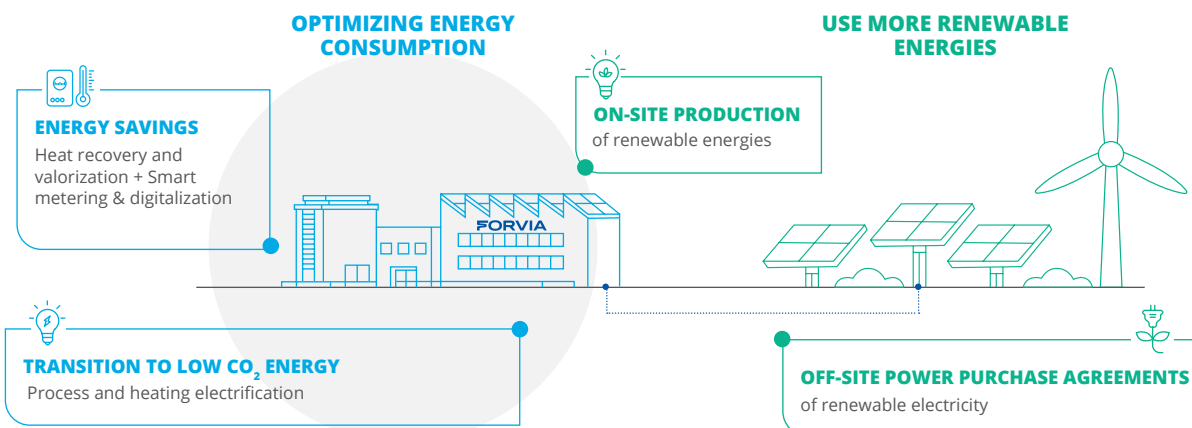 OPTIMIZING ENERGY
CONSUMPTION
ENERGY SAVINGS
Heat recovery and
valorization + Smart
metering & digitalization
TRANSITION TO LOW CO₂ ENERGY
Process and heating electrification
FORVIA
USE MORE RENEWABLE
ENERGIES
ON-SITE PRODUCTION
of renewable energies
OFF-SITE POWER PURCHASE AGREEMENTS
of renewable electricity